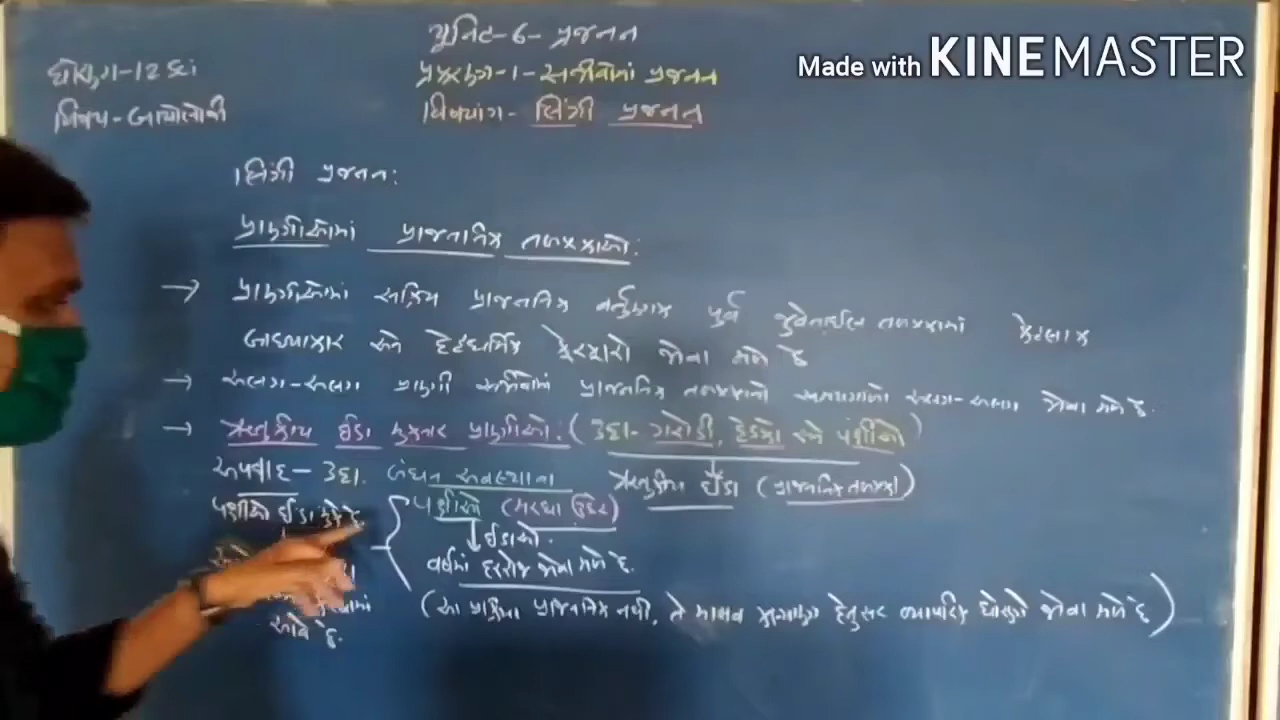 યુનિટ-6- પ્રજનન
Made with KINEMASTER
ધોરણ-12 સાં
પ્રકરણ-1-સજીવોમાં પ્રજનન
વિષય-બાયોલોજી
વિષયાંગ- લિંગી પ્રજનન
લિંગી પ્રજનન:
પ્રાણીઓમાં પ્રાજનનિક તબક્કાઓ:
→ પ્રાણીઓમાં સક્રિય પ્રાજનનિક વર્તણૂક પૂર્વે જુવેનાઈલ તબક્કામાં કેટલાક
બાહ્યાકાર અને દેહધાર્મિક ફેરફારો જોવા મળે છે
→ અલગ-અલગ પ્રાણી સજીવોમાં પ્રાજનનિક તબક્કાનો સમયગાળો અલગ-અલગ જોવા મળે છે.
→ ઋતુકીય ઈંડા મુકનાર પ્રાણીઓ. (ઉદા- ગરોળી, દેડકો અને પંક્ષીઓ)
અપવાદ- ઉદા. બંધન અવસ્થાના
ઋતુકીય ઈંડા (પ્રાજનનિક તબક્કા)
પક્ષીઓ ઈંડા મુકે છે.
પક્ષીઓ (મરઘા ઉછેર)
ઈંડાઓ.
વર્ષમાં દરરોજ જોવા મળે છે.
(આ પ્રક્રિયા પ્રાજનનિક નથી, તે માનવ કલ્યાણ હેતુસર વ્યાપારિક ધોરણે જોવા મળે છે)
આવે છે.